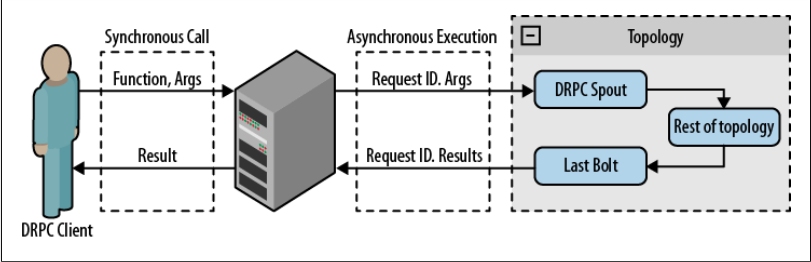 Synchronous Call
Asynchronous Execution
Topology
Function, Args
Request ID. Args
DRPC Spout
Rest of topology
Result
Request ID. Results
Last Bolt
DRPC Client